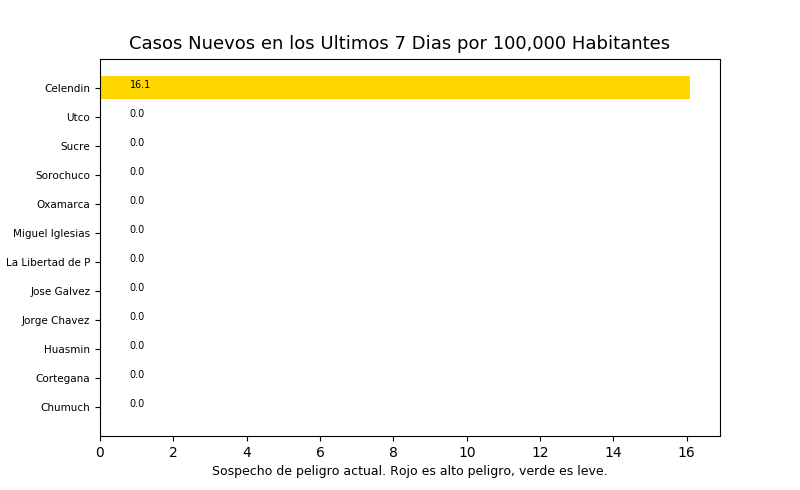 Casos Nuevos en los Ultimos 7 Dias por 100,000 Habitantes
Celendin 16.1
Utco 0.0
Sucre 0.0
Sorochuco 0.0
Oxamarca 0.0
Miguel Iglesias 0.0
La Libertad de P 0.0
Jose Galvez 0.0
Jorge Chavez 0.0
Huasmin 0.0
Cortegana 0.0
Chumuch 0.0
0 2 4 6 8 10 12 14 16
Sospecho de peligro actual. Rojo es alto peligro, verde es leve.